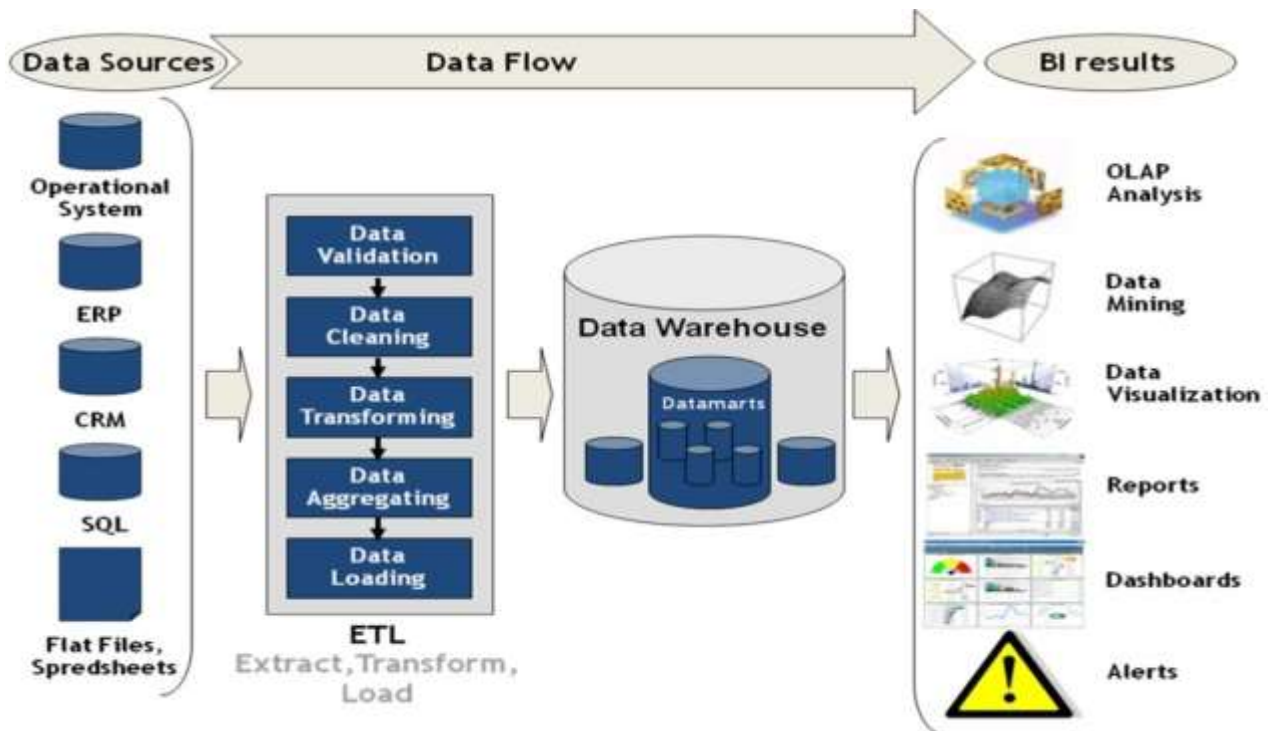 Data Sources
Data Flow
BI results
Operational
System
ERP
CRM
SQL
Flat Files,
Spredsheets
Data
Validation
Data
Cleaning
Data
Transforming
Data
Aggregating
Data
Loading
ETL
Extract, Transform,
Load
Data Warehouse
Datamarts
OLAP
Analysis
Data
Mining
Data
Visualization
Reports
Dashboards
!
Alerts